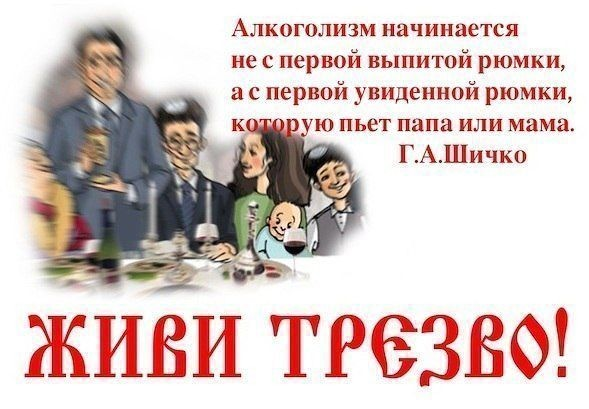 Алкоголизм начинается
не с первой выпитой рюмки,
а с первой увиденной рюмки,
которую пьет папа или мама.
Г.А.Шичко
ЖИВИ ТРЕЗВО!